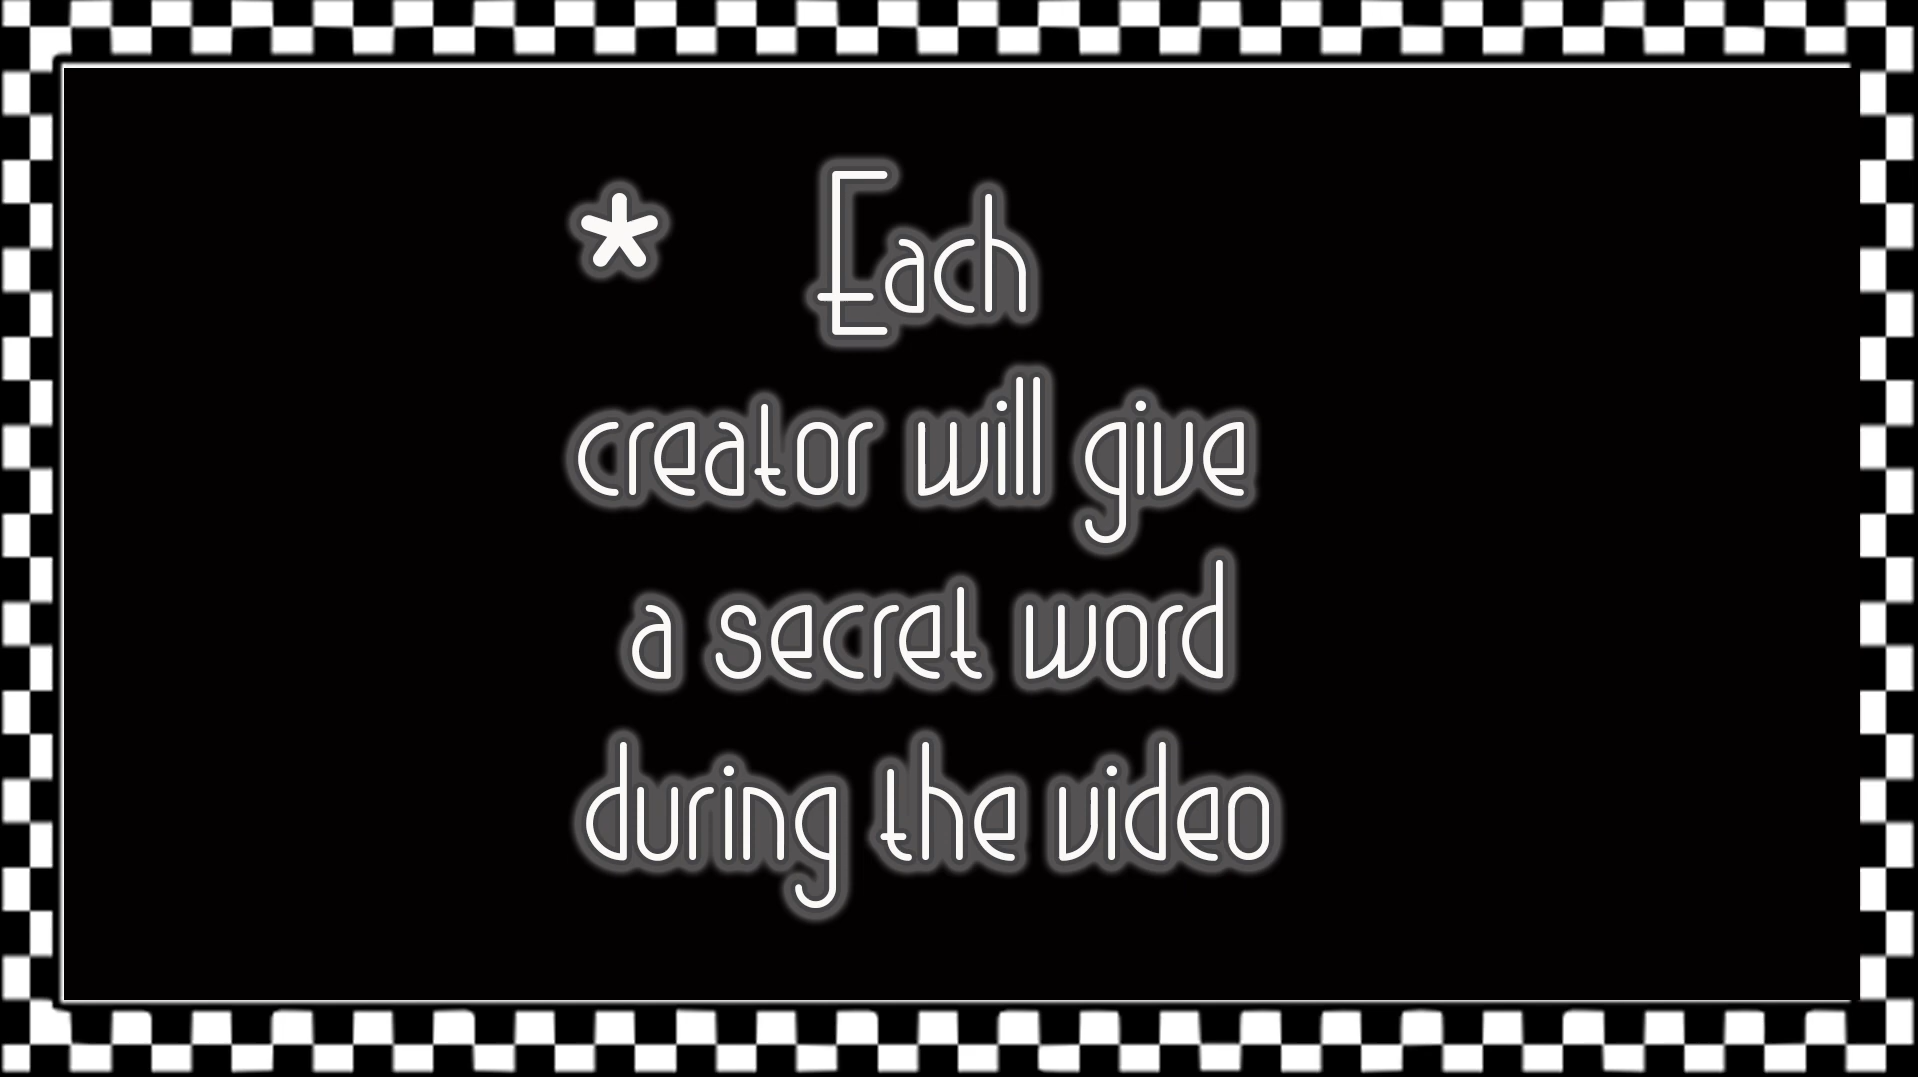 * Each
creator will give
a secret word
during the video